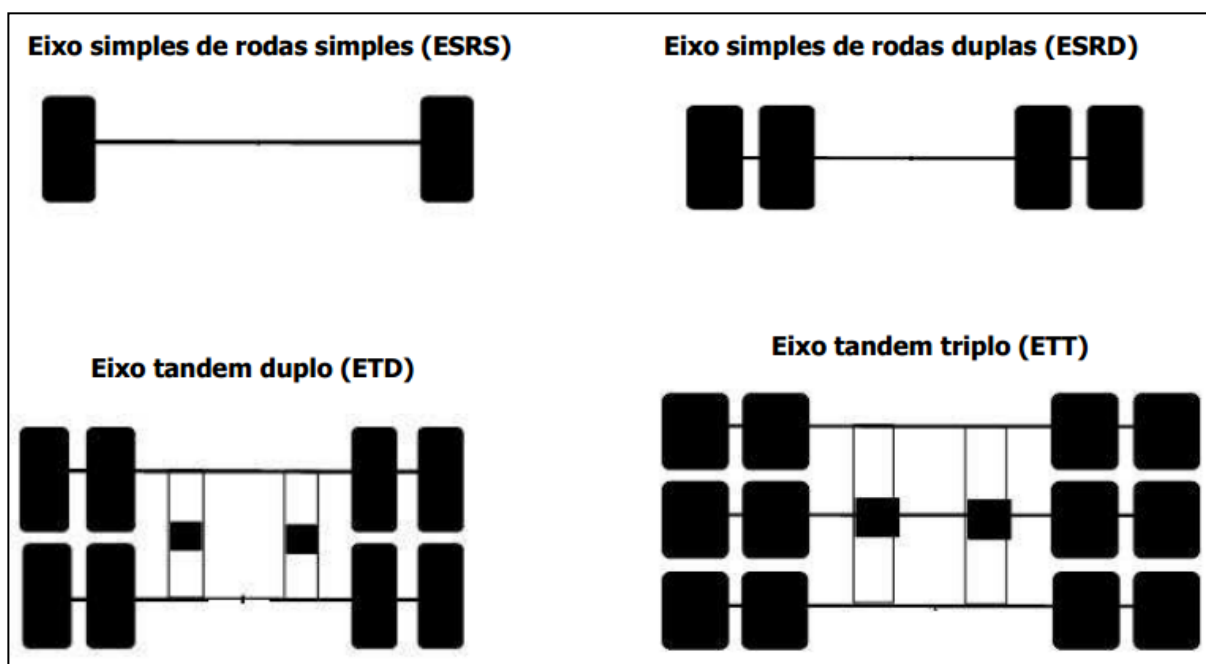 Eixo simples de rodas simples (ESRS)
Eixo simples de rodas duplas (ESRD)
Eixo tandem duplo (ETD)
Eixo tandem triplo (ETT)